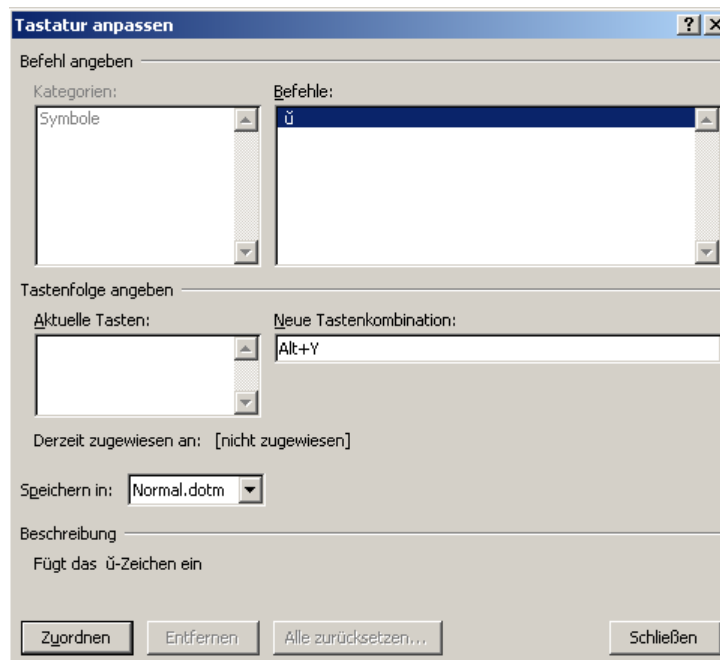 Tastatur anpassen
Befehl angeben
Kategorien:
Befehle:
Symbole
ŭ
Tastenfolge angeben
Aktuelle Tasten:
Neue Tastenkombination:
Alt+Y
Derzeit zugewiesen an: [nicht zugewiesen]
Speichern in: Normal.dotm
Beschreibung
Fügt das ŭ-Zeichen ein
Zuordnen
Entfernen
Alle zurücksetzen...
Schließen